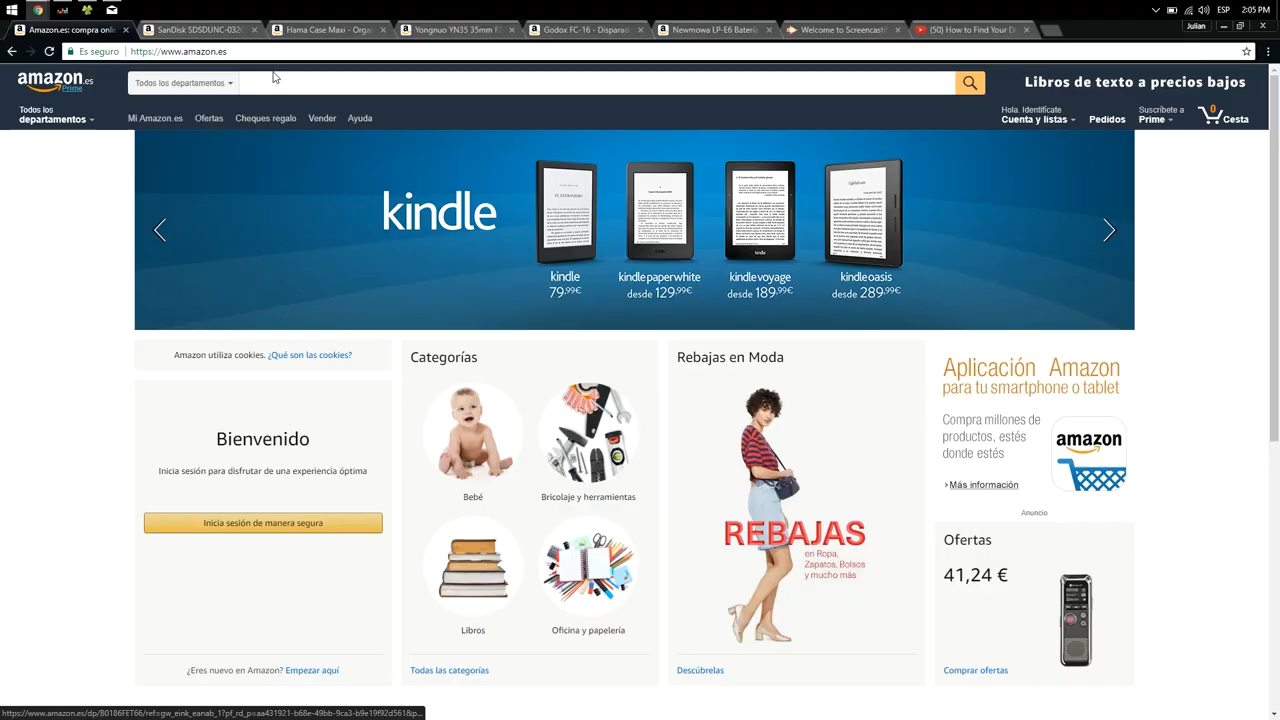 ESP
2:05 PM
Amazon.es: compra onlin
SanDisk SDSDUNC-032G
Hama Case Maxi - Orga
Yongnuo YN35 35mm F2
Godox FC-16 - Disparad
Newmowa LP-E6 Batería
Welcome to Screencasti
(50) How to Find Your D
Julian
Es seguro
https://www.amazon.es
amazon.es
Prime
Todos los departamentos
Libros de texto a precios bajos
Todos los
departamentos
Mi Amazon.es
Ofertas
Cheques regalo
Vender
Ayuda
Hola. Identifícate
Cuenta y listas
Pedidos
Suscríbete a
Prime
0
Cesta
kindle
kindle
79,99€
kindle paperwhite
desde 129,99€
kindle voyage
desde 189,99€
kindle oasis
desde 289,99€
Amazon utiliza cookies. ¿Qué son las cookies?
Bienvenido
Inicia sesión para disfrutar de una experiencia óptima
Inicia sesión de manera segura
¿Eres nuevo en Amazon? Empezar aquí
Categorías
Bebé
Bricolaje y herramientas
Libros
Oficina y papelería
Todas las categorías
Rebajas en Moda
REBAJAS
en Ropa,
Zapatos, Bolsos
y mucho más
Descúbrelas
Aplicación Amazon
para tu smartphone o tablet
Compra millones de
productos, estés
donde estés
Más información
amazon
Anuncio
Ofertas
41,24 €
Comprar ofertas
https://www.amazon.es/dp/B0186FET66/ref=gw_eink_eanab_1?pf_rd_p=aa431921-b68e-49bb-9ca3-b9e19f92d561&p...